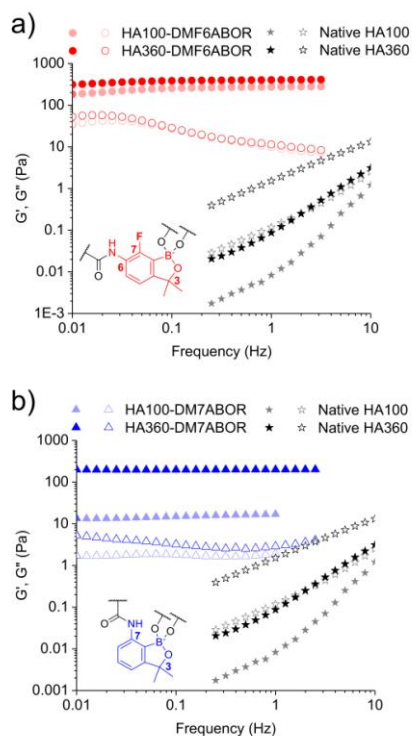 a)
HA100-DMF6ABOR Native HA100
HA360-DMF6ABOR Native HA360
1000
100
10
1
0.1
0.01
1E-3
G', G" (Pa)
H
N
O
6
7
F
O
O
B
O
3
0.01 0.1 1 10
Frequency (Hz)
b)
HA100-DM7ABOR Native HA100
HA360-DM7ABOR Native HA360
1000
100
10
1
0.1
0.01
0.001
G', G" (Pa)
O
NH
7
O
O
B
O
3
0.01 0.1 1 10
Frequency (Hz)